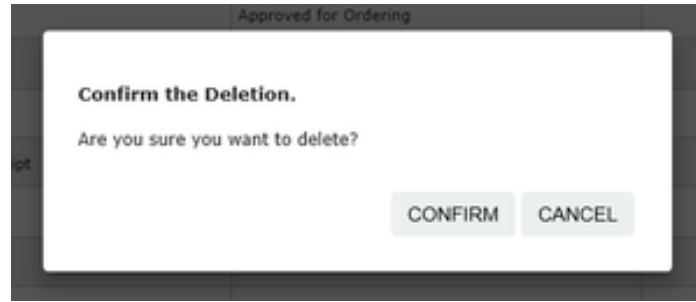 Approved for Ordering
Confirm the Deletion.
Are you sure you want to delete?
CONFIRM CANCEL